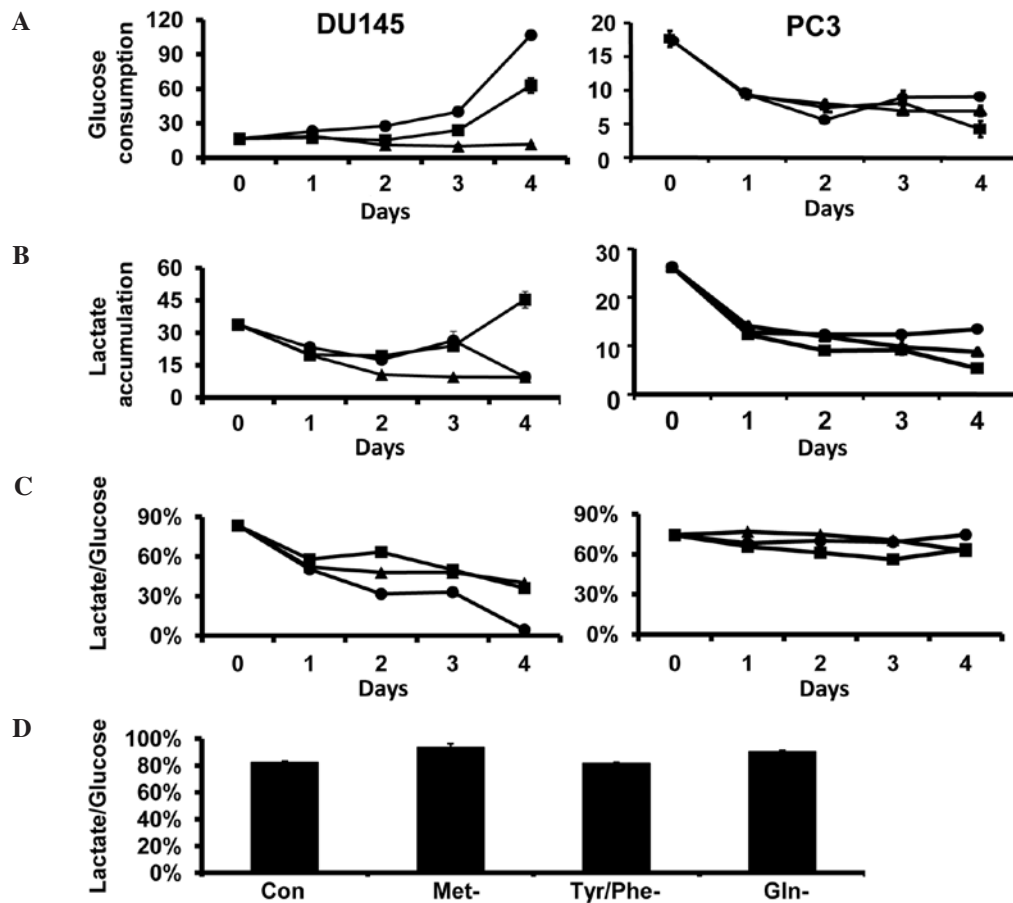 A
DU145
PC3
Glucose
consumption
120
90
60
30
0
0 1 2 3 4
Days
20
15
10
5
0
0 1 2 3 4
Days
B
Lactate
accumulation
60
45
30
15
0
0 1 2 3 4
Days
30
20
10
0
0 1 2 3 4
Days
C
Lactate/Glucose
90%
60%
30%
0%
0 1 2 3 4
Days
90%
60%
30%
0%
0 1 2 3 4
Days
D
Lactate/Glucose
100%
80%
60%
40%
20%
0%
Con Met- Tyr/Phe- Gln-